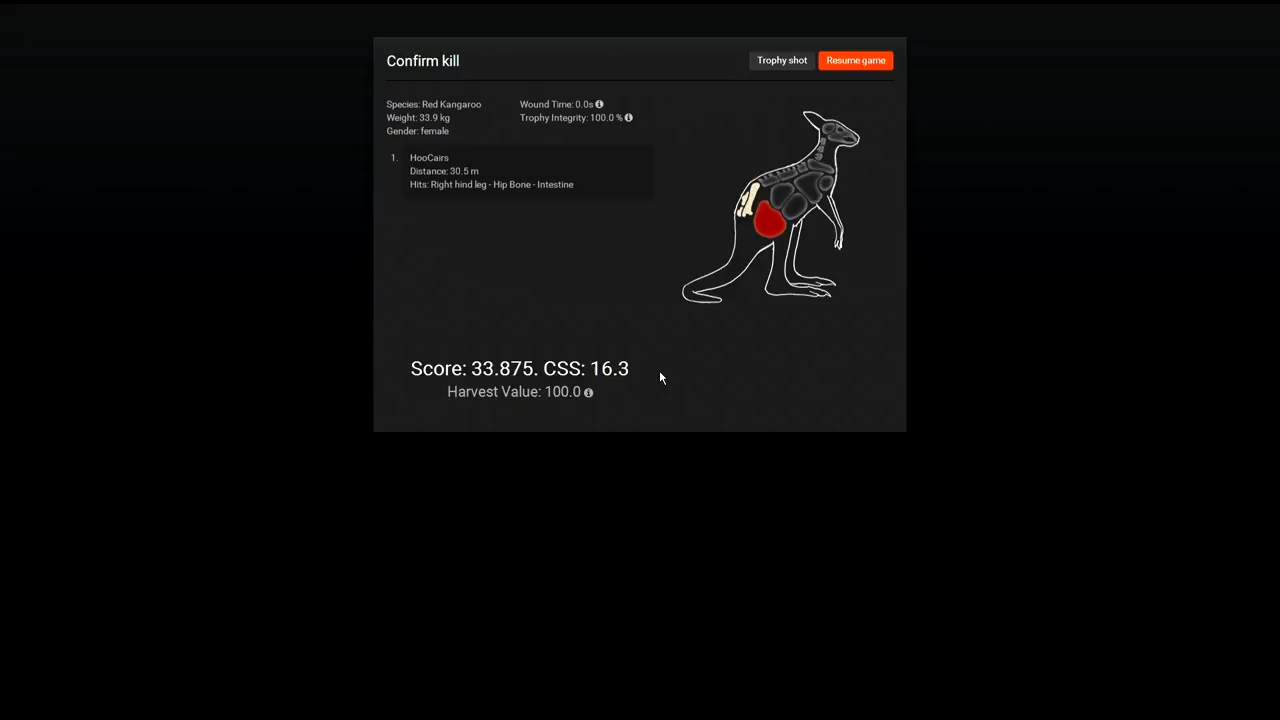 Confirm kill
Trophy shot
Resume game
Species: Red Kangaroo
Weight: 33.9 kg
Gender: female
Wound Time: 0.0s
Trophy Integrity: 100.0 %
1.
HooCairs
Distance: 30.5 m
Hits: Right hind leg - Hip Bone - Intestine
Score: 33.875. CSS: 16.3
Harvest Value: 100.0